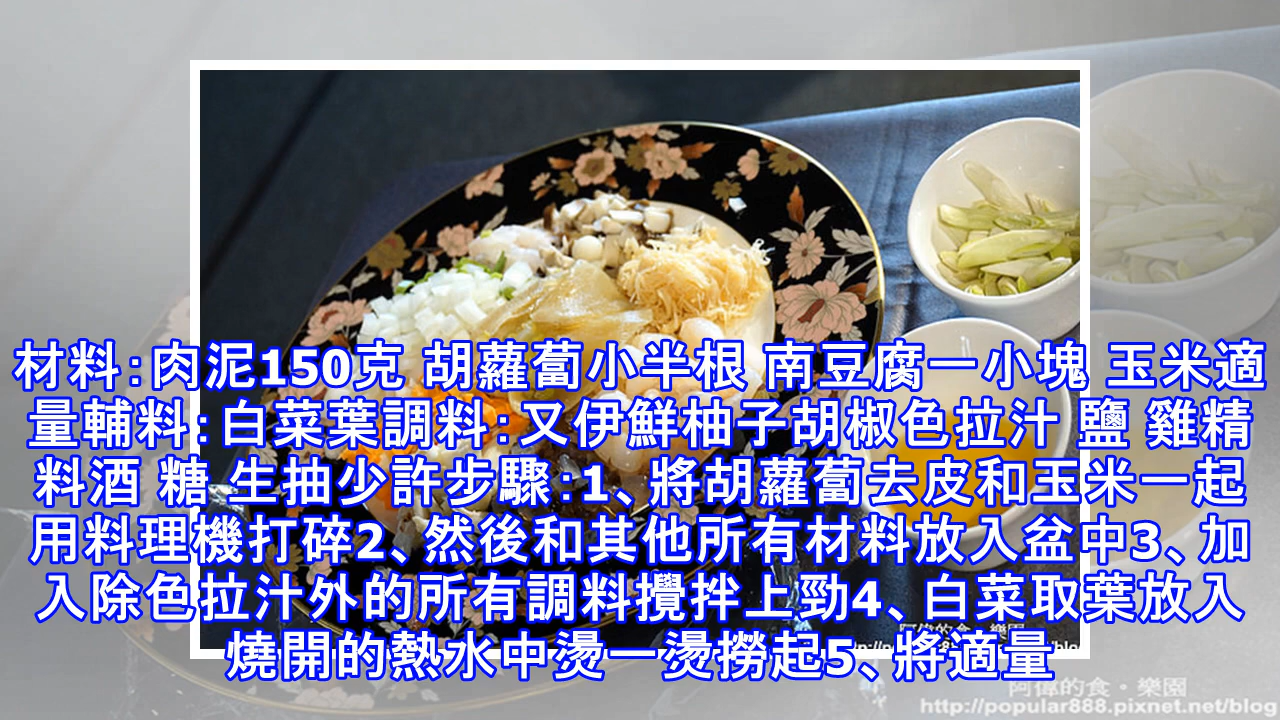 材料:肉泥150克 胡蘿蔔小半根 南豆腐一小塊 玉米適
量輔料:白菜葉調料:又伊鮮柚子胡椒色拉汁 鹽 雞精
料酒 糖 生抽少許步驟:1、將胡蘿蔔去皮和玉米一起
用料理機打碎2、然後和其他所有材料放入盆中3、加
入除色拉汁外的所有調料攪拌上勁4、白菜取葉放入
燒開的熱水中燙一燙撈起5、將適量
阿偉的食・樂園
阿偉的食・樂園
http://popular888.pixnet.net/blog